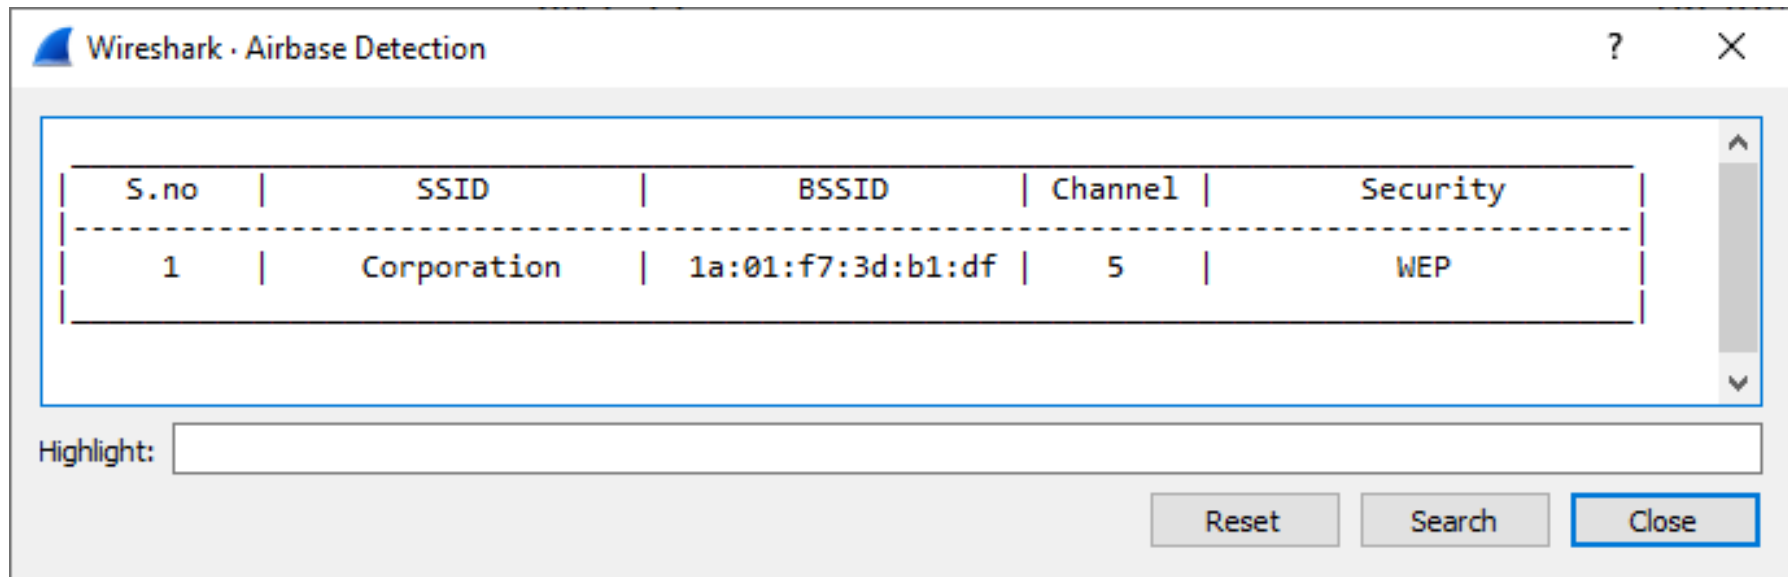 Wireshark · Airbase Detection
| S.no | SSID | BSSID | Channel | Security |
|-------------------------------------------------------------------------------------|
| 1 | Corporation | 1a:01:f7:3d:b1:df | 5 | WEP |
Highlight:
Reset Search Close